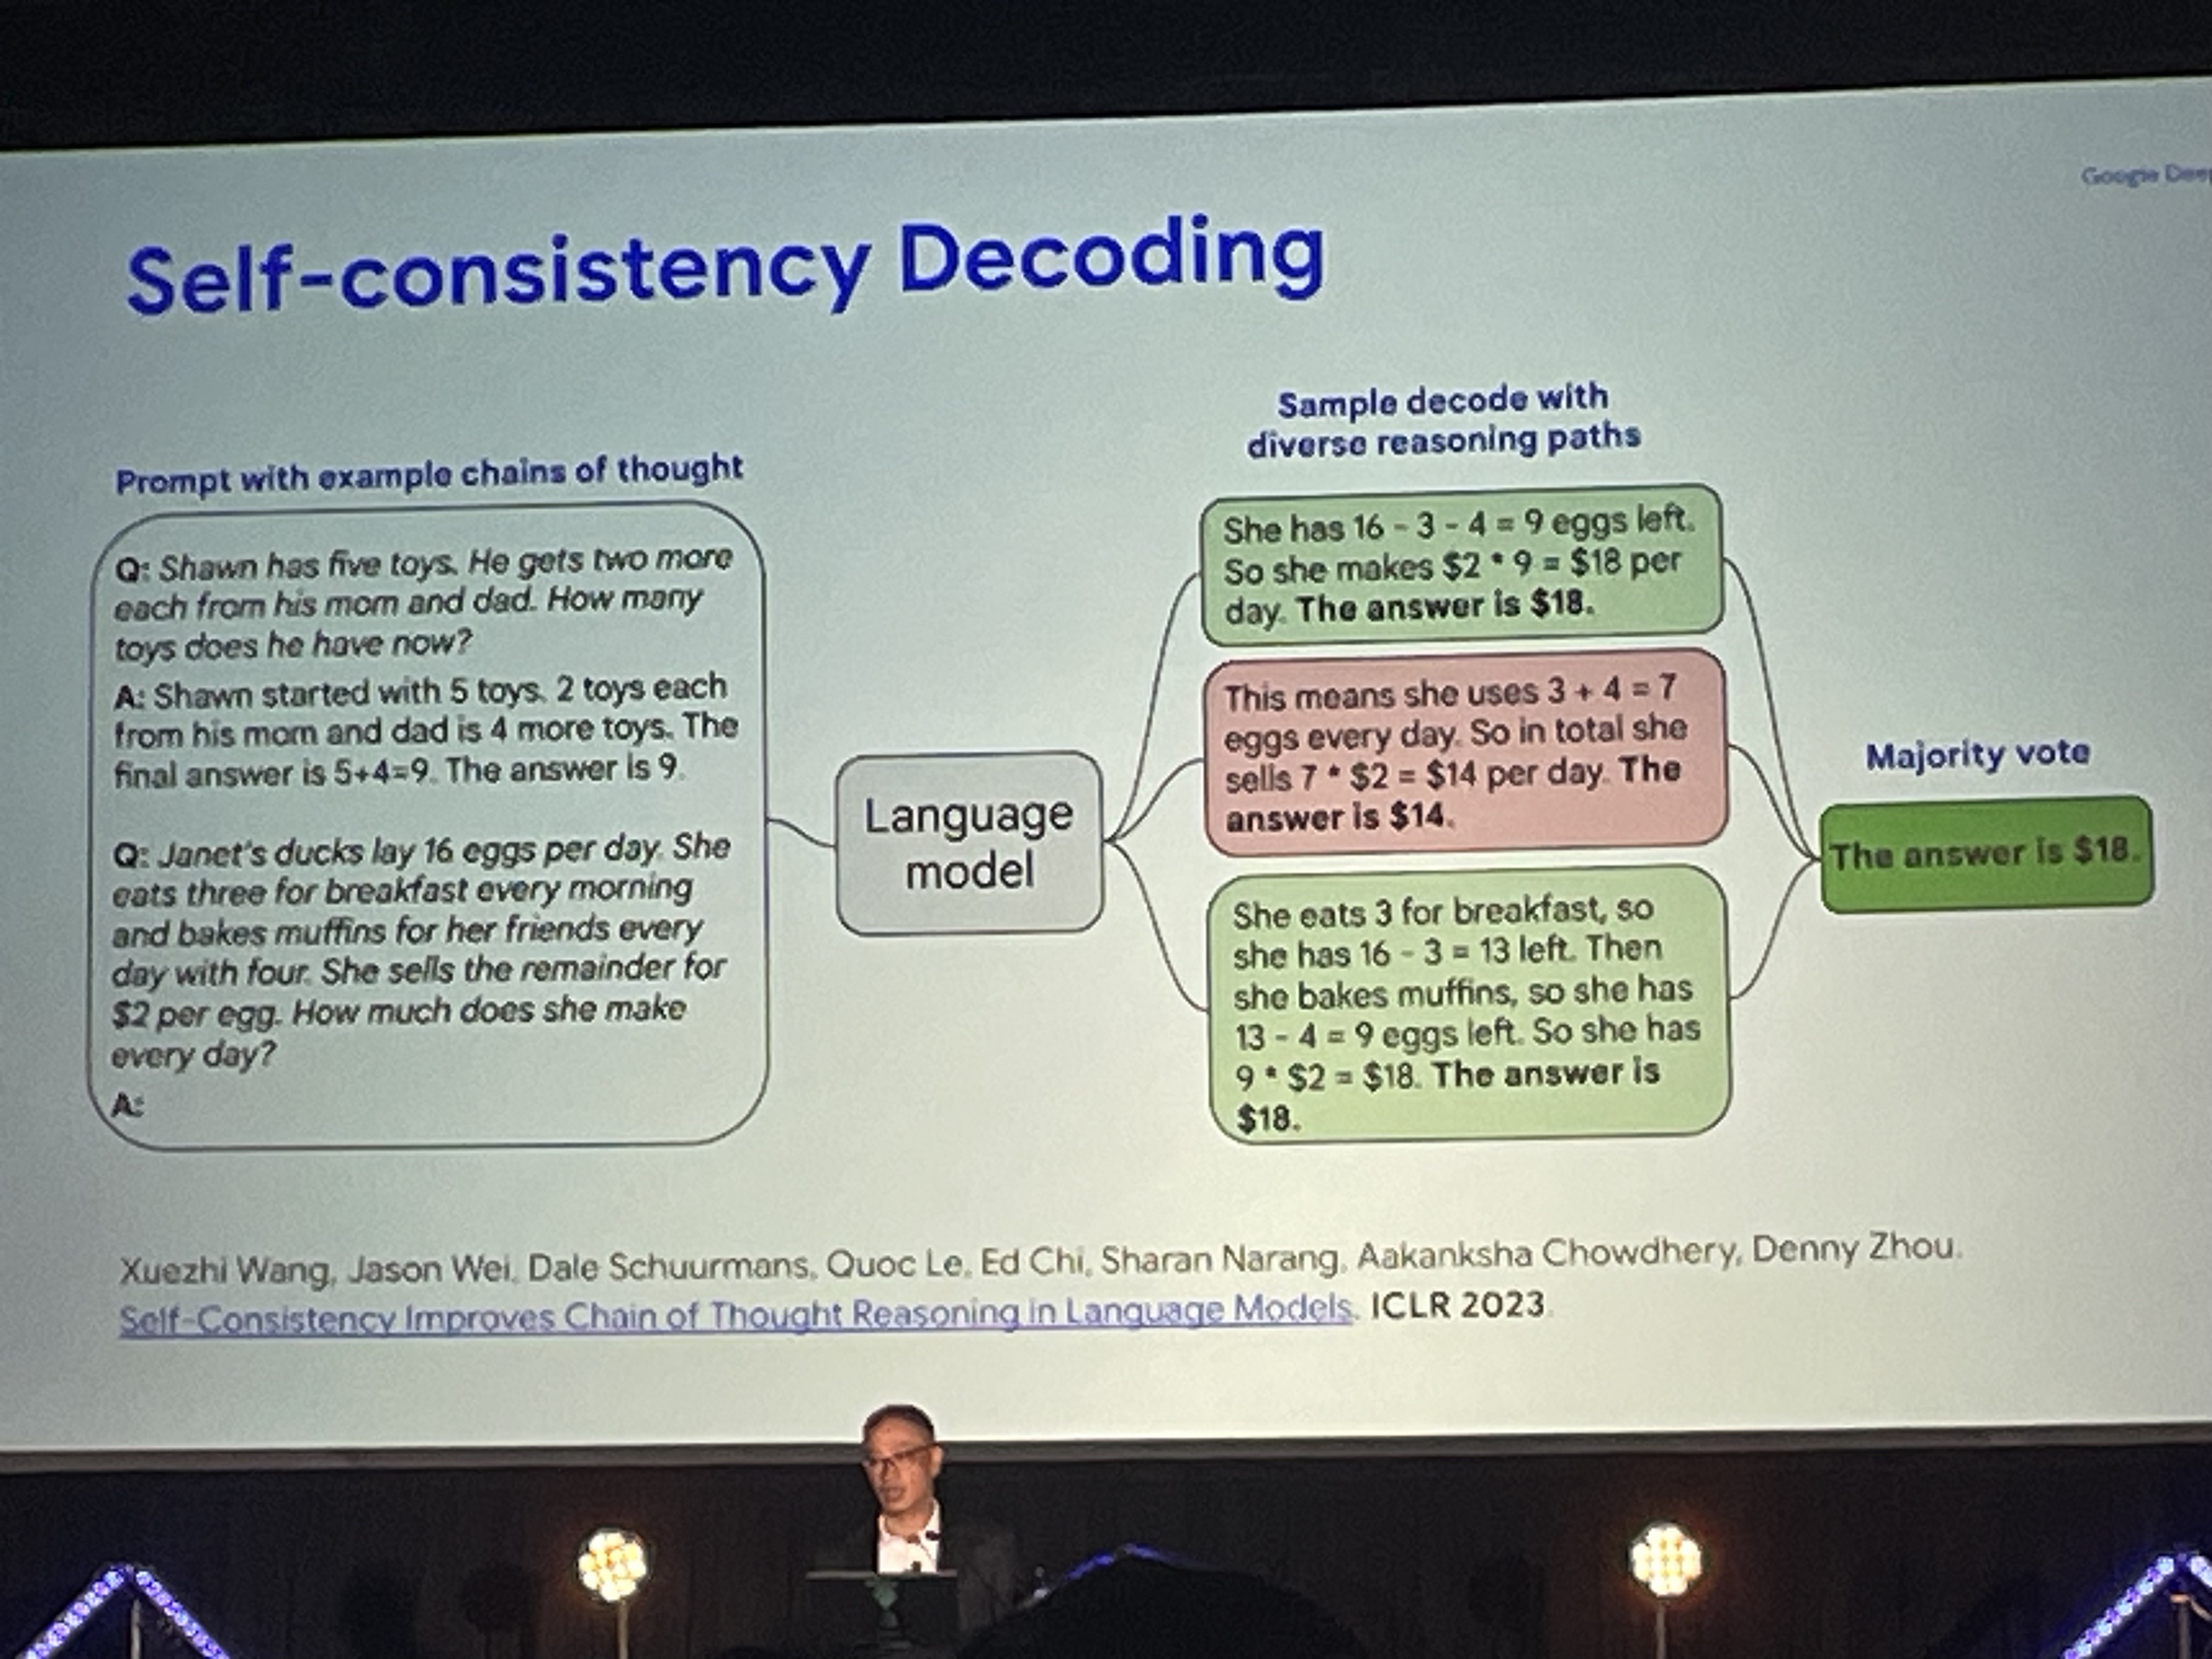 Google
Self-consistency Decoding
Prompt with example chains of thought
Q: Shawn has five toys. He gets two more
each from his mom and dad. How many
toys does he have now?
A: Shawn started with 5 toys. 2 toys each
from his mom and dad is 4 more toys. The
final answer is 5+4=9. The answer is 9.
Q: Janet's ducks lay 16 eggs per day. She
eats three for breakfast every morning
and bakes muffins for her friends every
day with four. She sells the remainder for
$2 per egg. How much does she make
every day?
A:
Language
model
Sample decode with
diverse reasoning paths
She has 16 - 3 - 4 = 9 eggs left.
So she makes $2 * 9 = $18 per
day. The answer is $18.
This means she uses 3 + 4 = 7
eggs every day. So in total she
sells 7 * $2 = $14 per day. The
answer is $14.
She eats 3 for breakfast, so
she has 16 - 3 = 13 left. Then
she bakes muffins, so she has
13 - 4 = 9 eggs left. So she has
9 * $2 = $18. The answer is
$18.
Majority vote
The answer is $18.
Xuezhi Wang, Jason Wei, Dale Schuurmans, Quoc Le, Ed Chi, Sharan Narang, Aakanksha Chowdhery, Denny Zhou.
Self-Consistency Improves Chain of Thought Reasoning in Language Models. ICLR 2023.